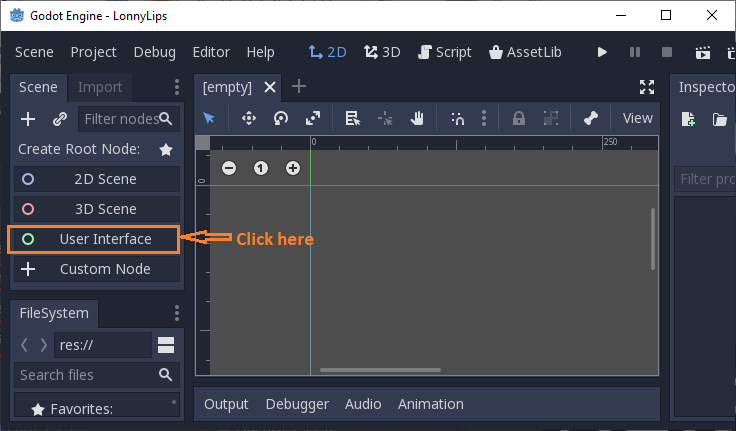 Godot Engine - LonnyLips
Scene Project Debug Editor Help 2D 3D Script AssetLib
Scene Import [empty] Inspecto
Filter nodes View
Create Root Node: 0 250
2D Scene 1
0
3D Scene Filter pro
User Interface Click here
Custom Node
FileSystem
res://
Search files
Favorites:
Output Debugger Audio Animation